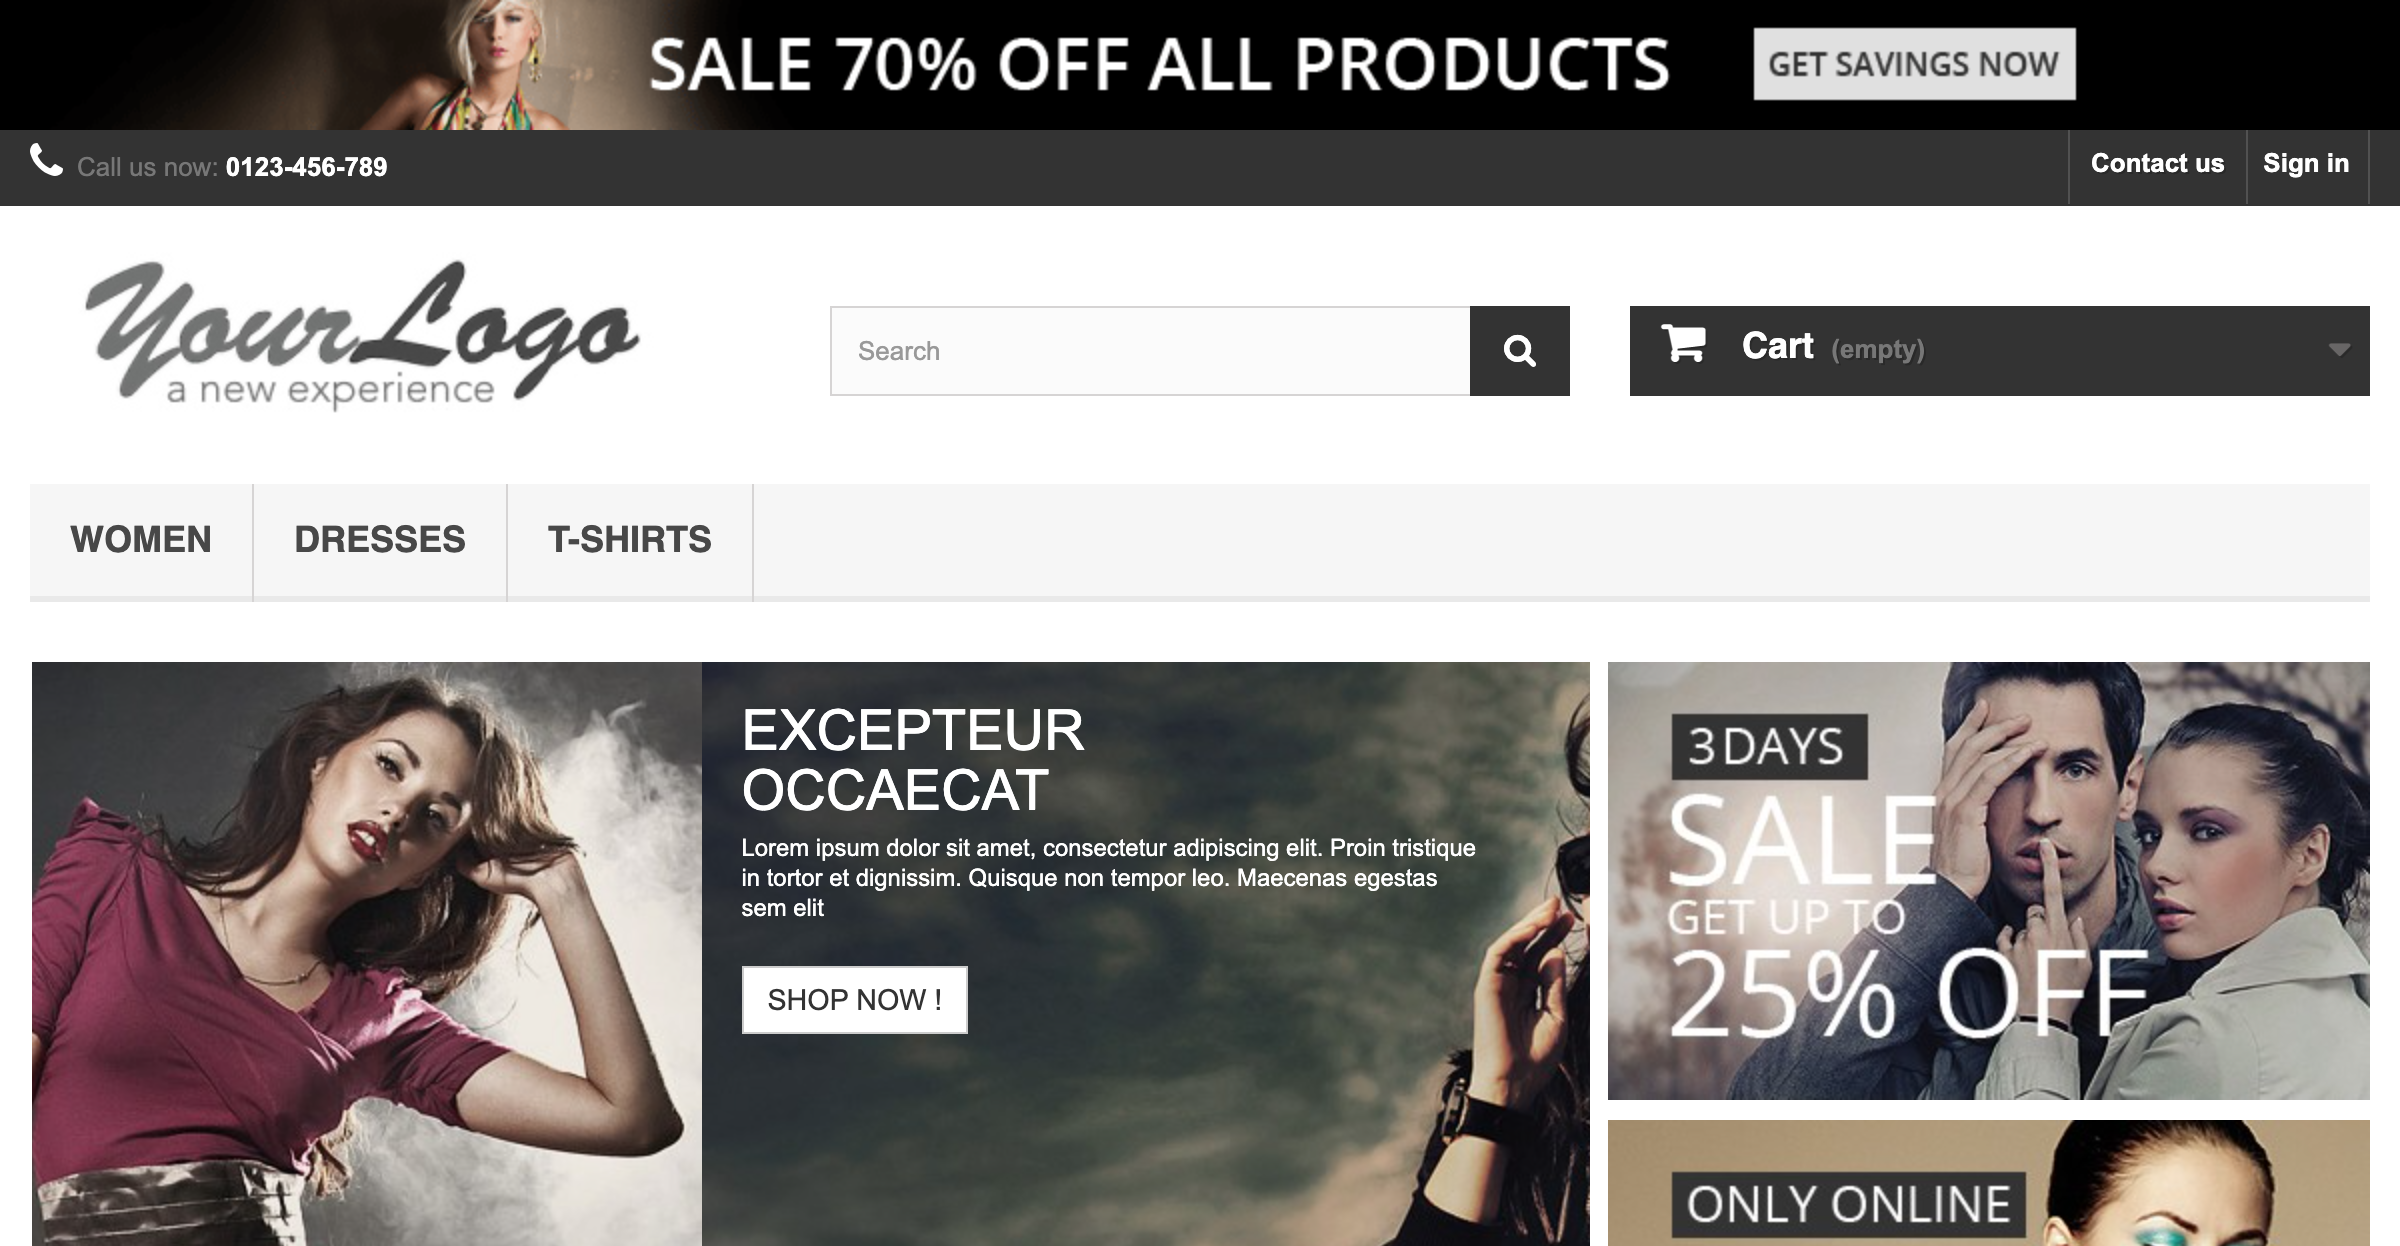 SALE 70% OFF ALL PRODUCTS
GET SAVINGS NOW
Call us now: 0123-456-789
Contact us
Sign in
YourLogo
a new experience
Search
Cart (empty)
WOMEN
DRESSES
T-SHIRTS
EXCEPTEUR
OCCAECAT
Lorem ipsum dolor sit amet, consectetur adipiscing elit. Proin tristique
in tortor et dignissim. Quisque non tempor leo. Maecenas egestas
sem elit
SHOP NOW !
3 DAYS
SALE
GET UP TO
25% OFF
ONLY ONLINE